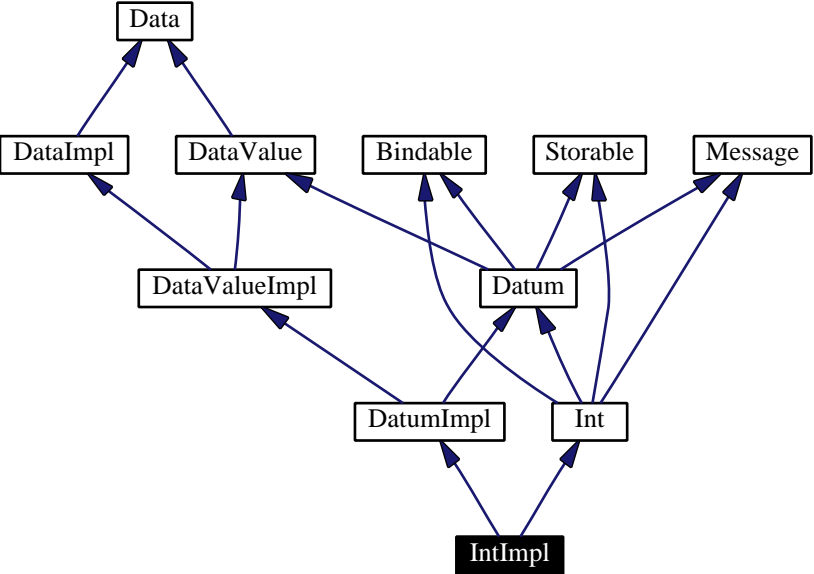 Data
DataImpl
DataValue
Bindable
Storable
Message
DataValueImpl
Datum
DatumImpl
Int
IntImpl